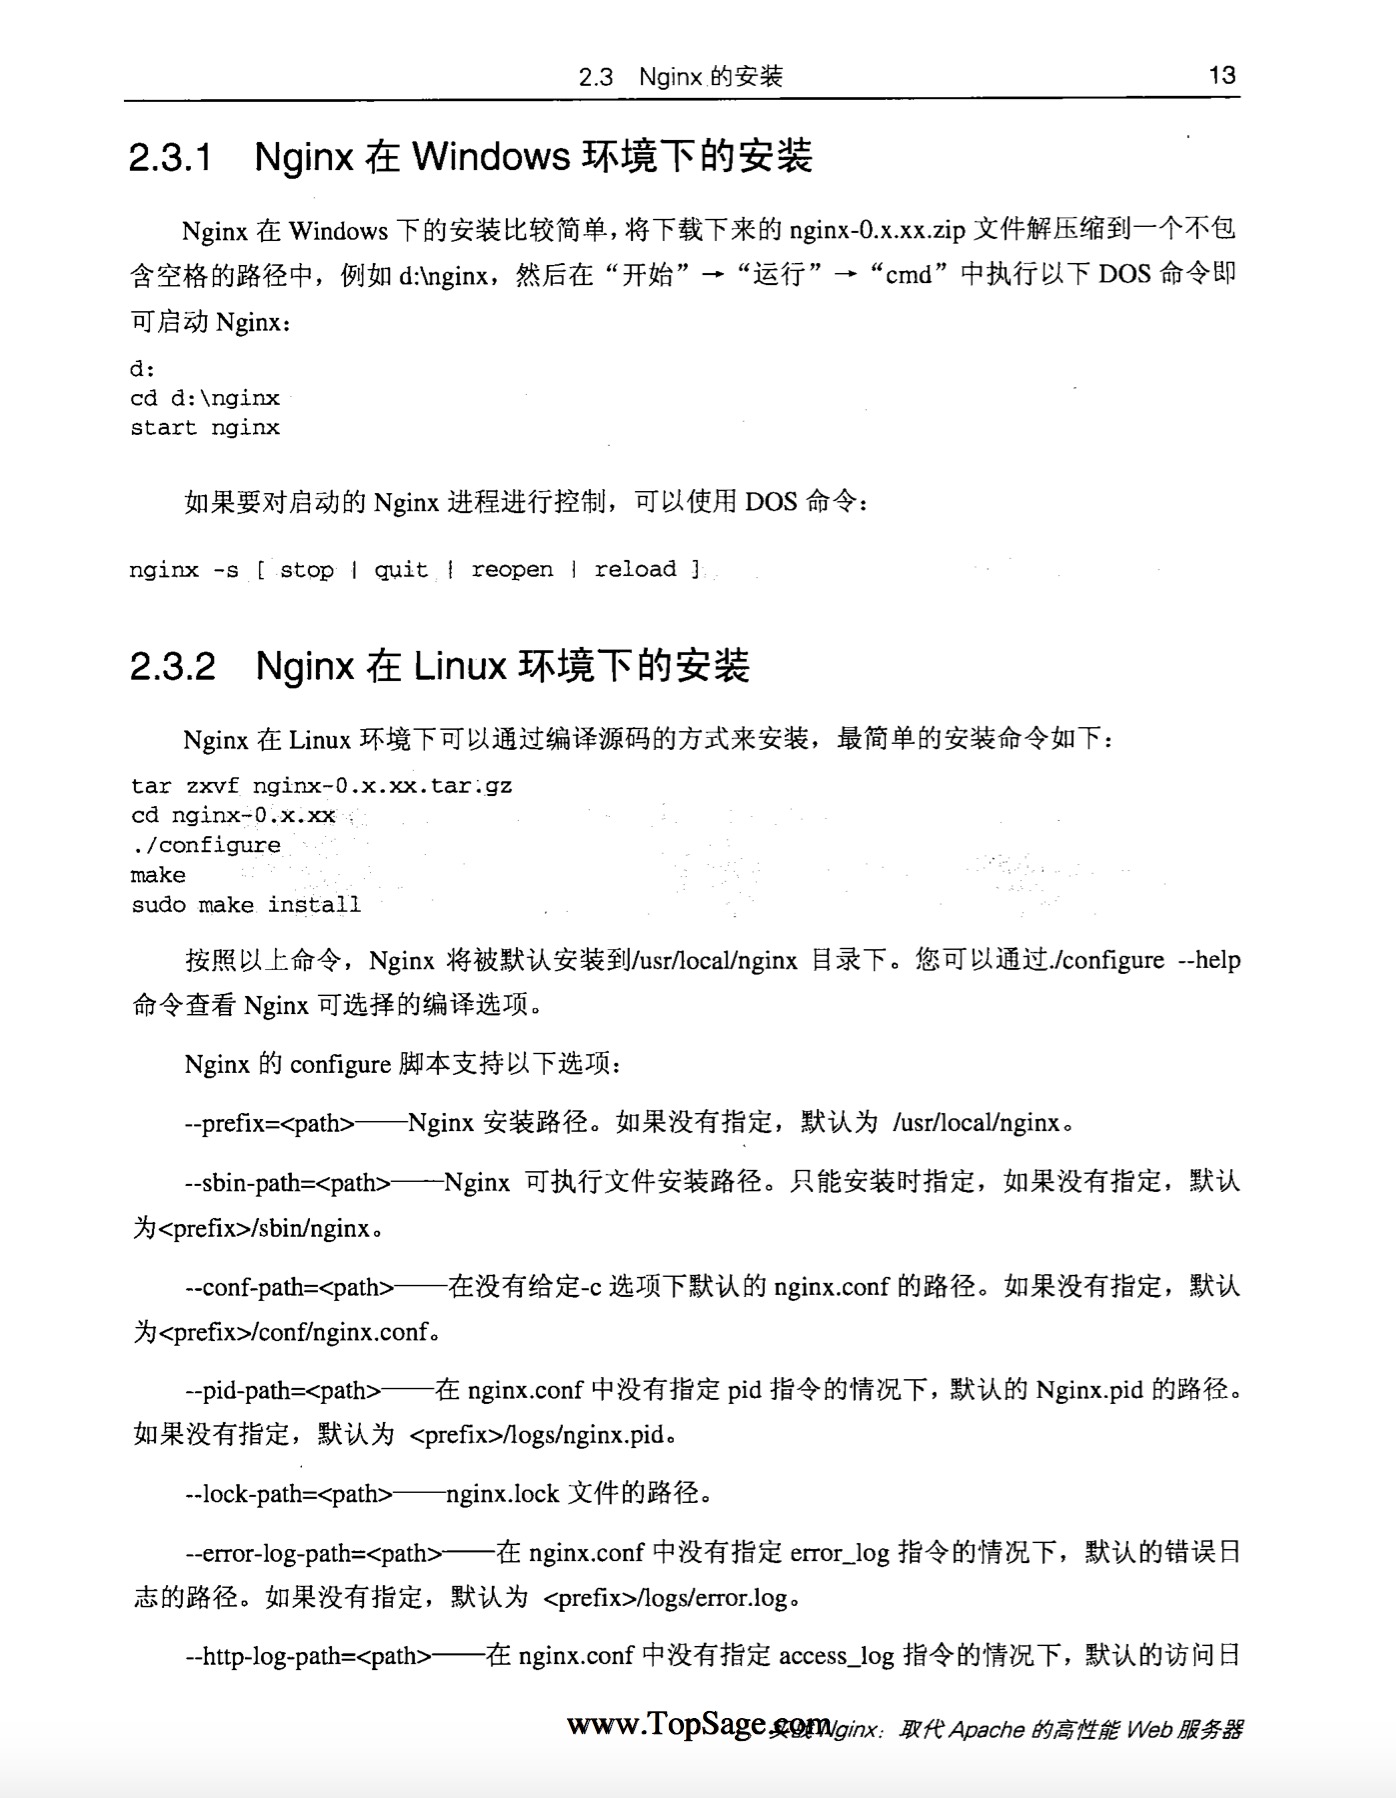 2.3 Nginx 的安装 13
2.3.1 Nginx 在 Windows 环境下的安装
Nginx 在 Windows 下的安装比较简单，将下载下来的 nginx-0.x.xx.zip 文件解压缩到一个不包
含空格的路径中，例如 d:\nginx，然后在“开始”→“运行”→“cmd”中执行以下 DOS 命令即
可启动 Nginx：
d:
cd d:\nginx
start nginx
如果要对启动的 Nginx 进程进行控制，可以使用 DOS 命令：
nginx -s [ stop | quit | reopen | reload ]
2.3.2 Nginx 在 Linux 环境下的安装
Nginx 在 Linux 环境下可以通过编译源码的方式来安装，最简单的安装命令如下：
tar zxvf nginx-0.x.xx.tar.gz
cd nginx-0.x.xx
./configure
make
sudo make install
按照以上命令，Nginx 将被默认安装到/usr/local/nginx 目录下。您可以通过./configure --help
命令查看 Nginx 可选择的编译选项。
Nginx 的 configure 脚本支持以下选项：
--prefix=<path>——Nginx 安装路径。如果没有指定，默认为 /usr/local/nginx。
--sbin-path=<path>——Nginx 可执行文件安装路径。只能安装时指定，如果没有指定，默认
为<prefix>/sbin/nginx。
--conf-path=<path>——在没有给定-c 选项下默认的 nginx.conf 的路径。如果没有指定，默认
为<prefix>/conf/nginx.conf。
--pid-path=<path>——在 nginx.conf 中没有指定 pid 指令的情况下，默认的 Nginx.pid 的路径。
如果没有指定，默认为 <prefix>/logs/nginx.pid。
--lock-path=<path>——nginx.lock 文件的路径。
--error-log-path=<path>——在 nginx.conf 中没有指定 error_log 指令的情况下，默认的错误日
志的路径。如果没有指定，默认为 <prefix>/logs/error.log。
--http-log-path=<path>——在 nginx.conf 中没有指定 access_log 指令的情况下，默认的访问日
www.TopSage.com Nginx：取代 Apache 的高性能 Web 服务器